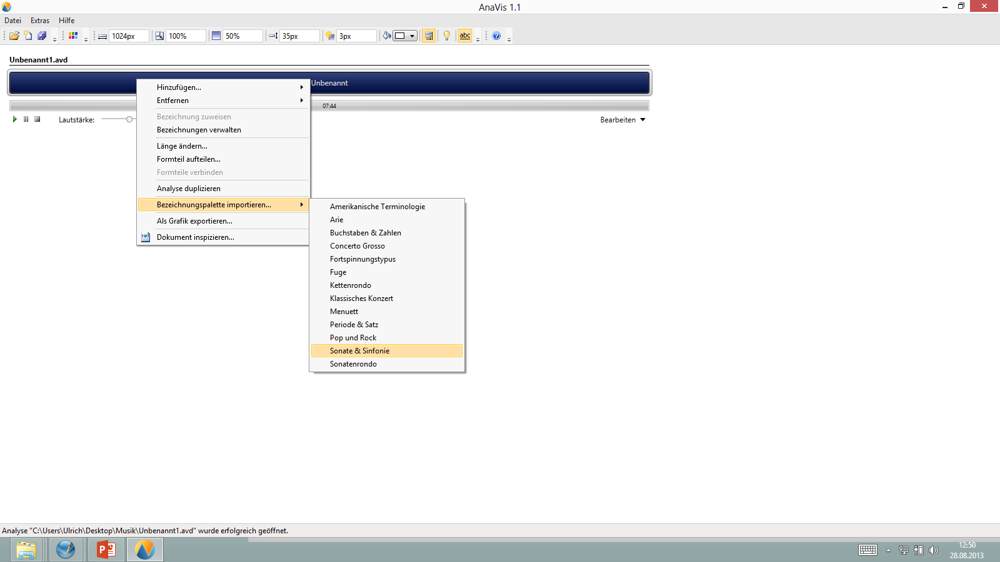 AnaVis 1.1
Datei Extras Hilfe
1024px 100% 50% 35px 3px abc
Unbenannt1.avd
Unbenannt
07:44
Lautstärke:
Bearbeiten
Hinzufügen...
Entfernen
Bezeichnung zuweisen
Bezeichnungen verwalten
Länge ändern...
Formteil aufteilen...
Formteile verbinden
Analyse duplizieren
Bezeichnungspalette importieren...
Als Grafik exportieren...
Dokument inspizieren...
Amerikanische Terminologie
Arie
Buchstaben & Zahlen
Concerto Grosso
Fortspinnungstypus
Fuge
Kettenrondo
Klassisches Konzert
Menuett
Periode & Satz
Pop und Rock
Sonate & Sinfonie
Sonatenrondo
Analyse "C:\Users\Ulrich\Desktop\Musik\Unbenannt1.avd" wurde erfolgreich geöffnet.
P
12:50
28.08.2013